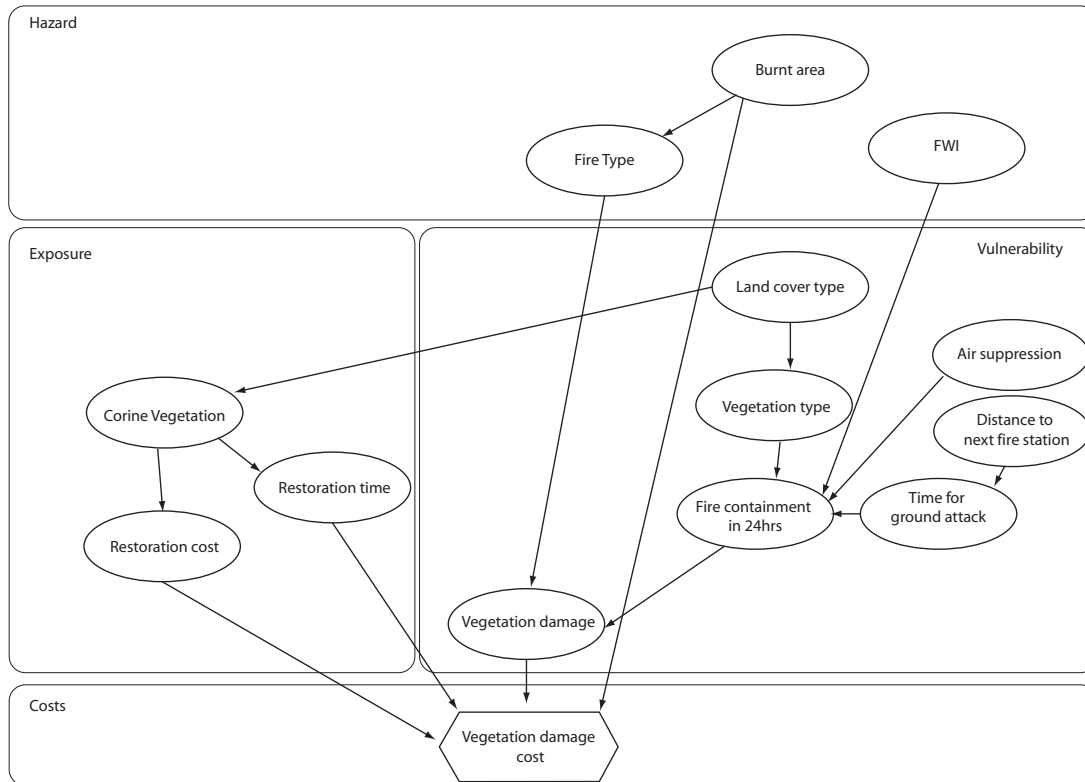 Hazard
Burnt area
Fire Type
FWI
Exposure
Vulnerability
Land cover type
Air suppression
Corine Vegetation
Vegetation type
Distance to
next fire station
Restoration time
Fire containment
in 24hrs
Time for
ground attack
Restoration cost
Vegetation damage
Costs
Vegetation damage
cost